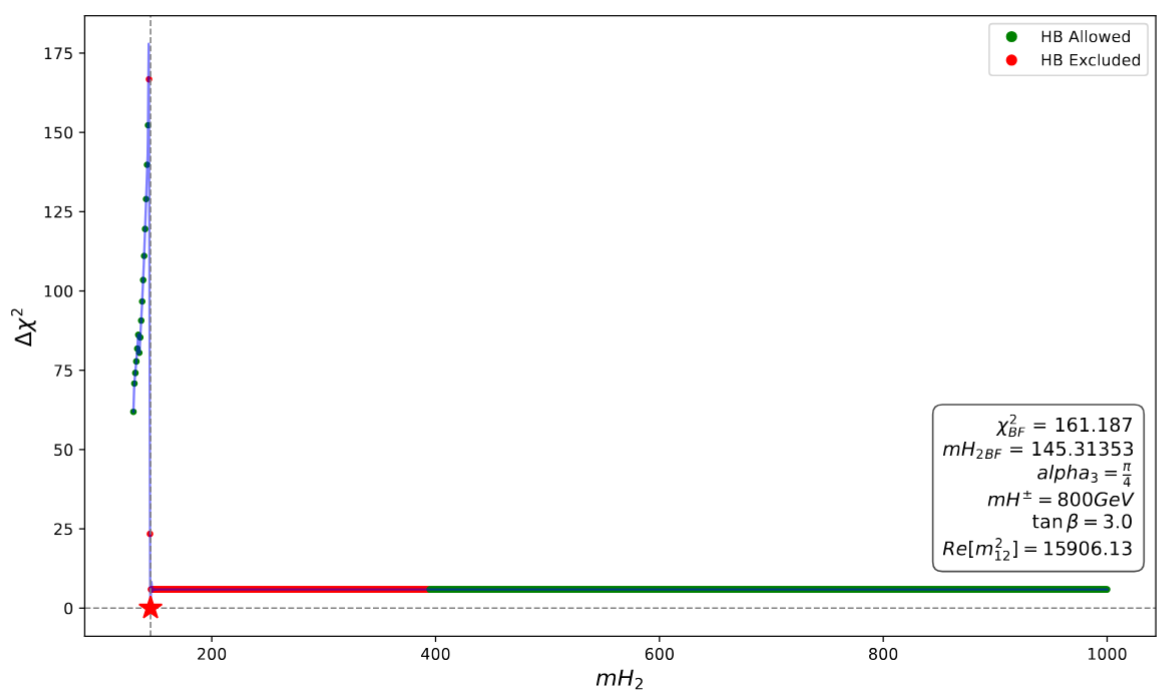 HB Allowed
HB Excluded
175
150
125
100
75
50
25
0
Δχ²
χ²_BF = 161.187
mH₂BF = 145.31353
alpha₃ = π/4
mH^± = 800GeV
tan β = 3.0
Re[m²₁₂] = 15906.13
200
400
600
800
1000
mH₂